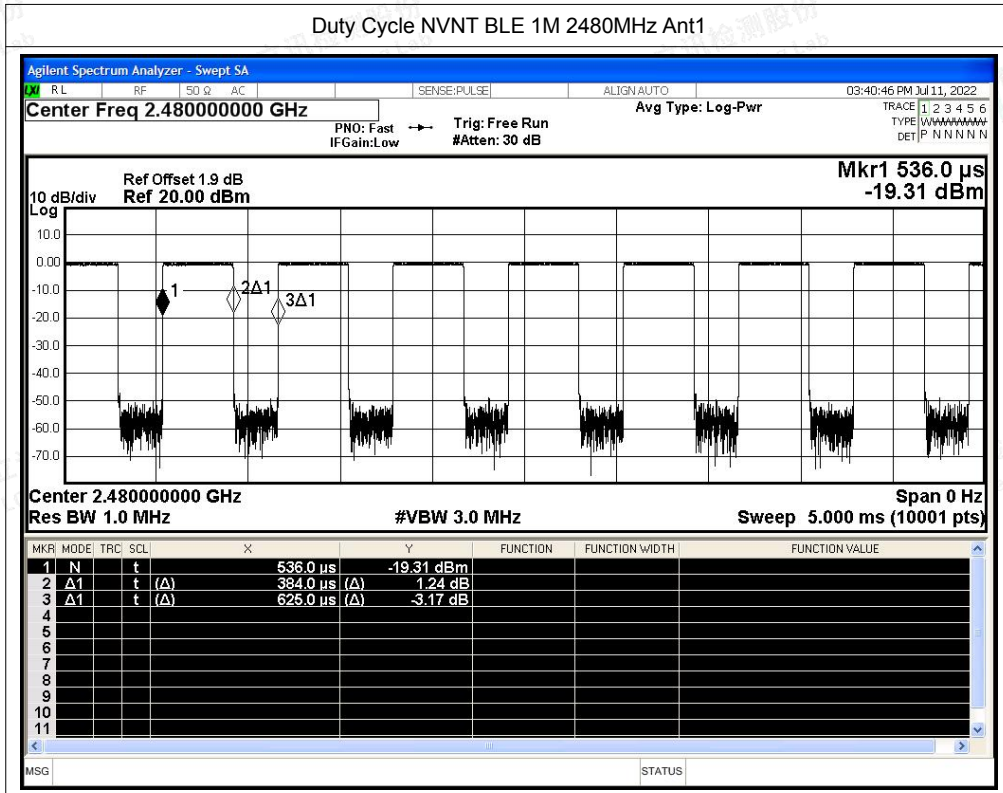 Duty Cycle NVNT BLE 1M 2480MHz Ant1
Agilent Spectrum Analyzer - Swept SA
LXI RL RF 50 Ω AC SENSE:PULSE ALIGN AUTO 03:40:46 PM Jul 11, 2022
Center Freq 2.480000000 GHz Avg Type: Log-Pwr TRACE 1 2 3 4 5 6
PNO: Fast Trig: Free Run TYPE WWWWWW
IFGain:Low #Atten: 30 dB DET P N N N N N
Mkr1 536.0 µs
Ref Offset 1.9 dB
10 dB/div Ref 20.00 dBm -19.31 dBm
Log
10.0
0.00
-10.0 1 2Δ1 3Δ1
-20.0
-30.0
-40.0
-50.0
-60.0
-70.0
Center 2.480000000 GHz Span 0 Hz
Res BW 1.0 MHz #VBW 3.0 MHz Sweep 5.000 ms (10001 pts)
MKR MODE TRC SCL X Y FUNCTION FUNCTION WIDTH FUNCTION VALUE
1 N t 536.0 µs -19.31 dBm
2 Δ1 t (Δ) 384.0 µs (Δ) 1.24 dB
3 Δ1 t (Δ) 625.0 µs (Δ) -3.17 dB
4
5
6
7
8
9
10
11
MSG STATUS